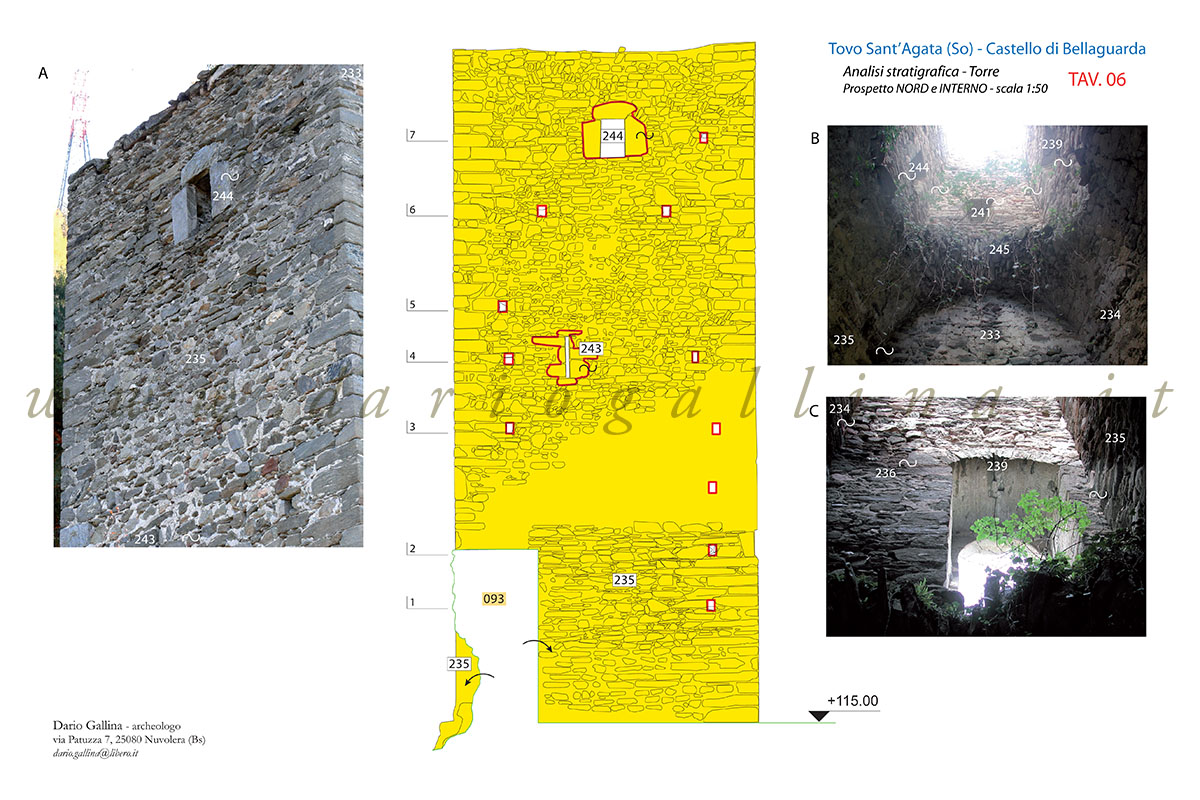 Tovo Sant'Agata (So) - Castello di Bellaguarda
Analisi stratigrafica - Torre
Prospetto NORD e INTERNO - scala 1:50
TAV. 06
A
233
244
235
243
7
6
5
4
3
2
1
244
243
235
093
235
+115.00
B
239
244
241
245
234
233
235
C
234
235
236
239
www.dariogallina.it
Dario Gallina - archeologo
via Patuzza 7, 25080 Nuvolera (Bs)
dario.gallina@libero.it